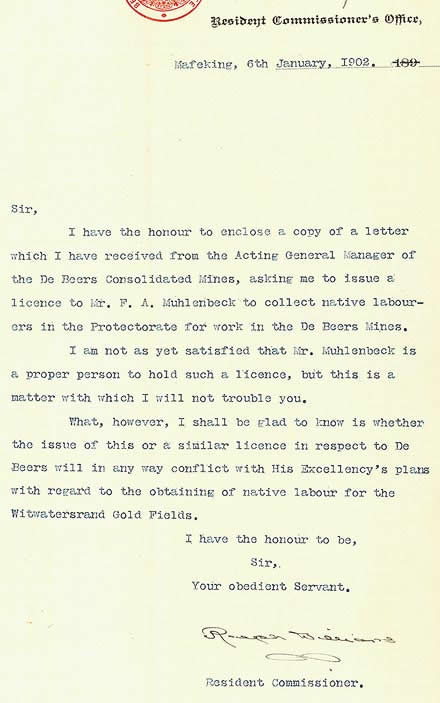 Resident Commissioner's Office,
Mafeking, 6th January, 1902. 189
Sir,
I have the honour to enclose a copy of a letter
which I have received from the Acting General Manager of
the De Beers Consolidated Mines, asking me to issue a
licence to Mr. F. A. Muhlenbeck to collect native labour-
ers in the Protectorate for work in the De Beers Mines.
I am not as yet satisfied that Mr. Muhlenbeck is
a proper person to hold such a licence, but this is a
matter with which I will not trouble you.
What, however, I shall be glad to know is whether
the issue of this or a similar licence in respect to De
Beers will in any way conflict with His Excellency's plans
with regard to the obtaining of native labour for the
Witwatersrand Gold Fields.
I have the honour to be,
Sir,
Your obedient Servant.
Ralph Williams
Resident Commissioner.